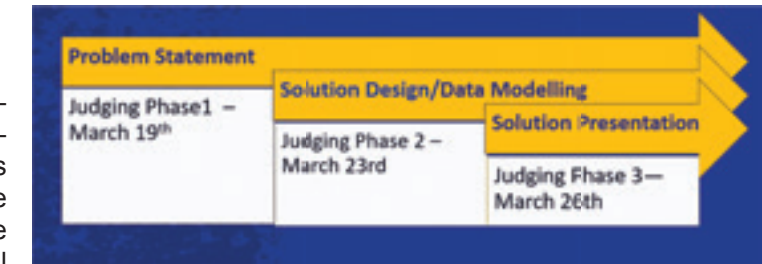 Problem Statement
Judging Phase1 –
March 19th
Solution Design/Data Modelling
Judging Phase 2 –
March 23rd
Solution Presentation
Judging Phase 3—
March 26th
–
–
s
e
e
l